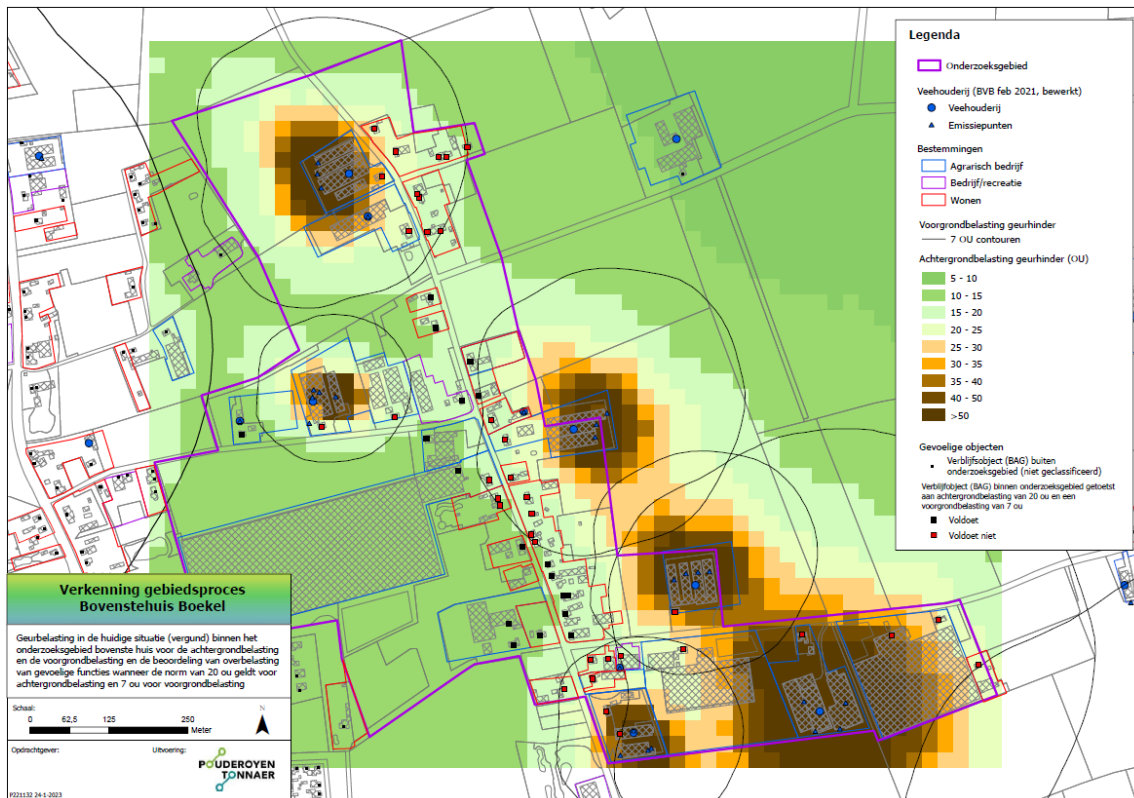 Legenda
Onderzoeksgebied
Veehouderij (BVB feb 2021, bewerkt)
Veehouderij
Emissiepunten
Bestemmingen
Agrarisch bedrijf
Bedrijf/recreatie
Wonen
Voorgrondbelasting geurhinder
7 OU contouren
Achtergrondbelasting geurhinder (OU)
5 - 10
10 - 15
15 - 20
20 - 25
25 - 30
30 - 35
35 - 40
40 - 50
>50
Gevoelige objecten
Verblijfsobject (BAG) buiten
onderzoeksgebied (niet geclassificeerd)
Verblijfobject (BAG) binnen onderzoeksgebied getoetst
aan achtergrondbelasting van 20 ou en een
voorgrondbelasting van 7 ou
Voldoet
Voldoet niet
Verkenning gebiedsproces
Bovenstehuis Boekel
Geurbelasting in de huidige situatie (vergund) binnen het
onderzoeksgebied bovenste huis voor de achtergrondbelasting
en de voorgrondbelasting en de beoordeling van overbelasting
van gevoelige functies wanneer de norm van 20 ou geldt voor
achtergrondbelasting en 7 ou voor voorgrondbelasting
Schaal:
0 62,5 125 250
Meter
N
Opdrachtgever: Uitvoering:
POUDEROYEN
TONNAER
P221132 24-1-2023